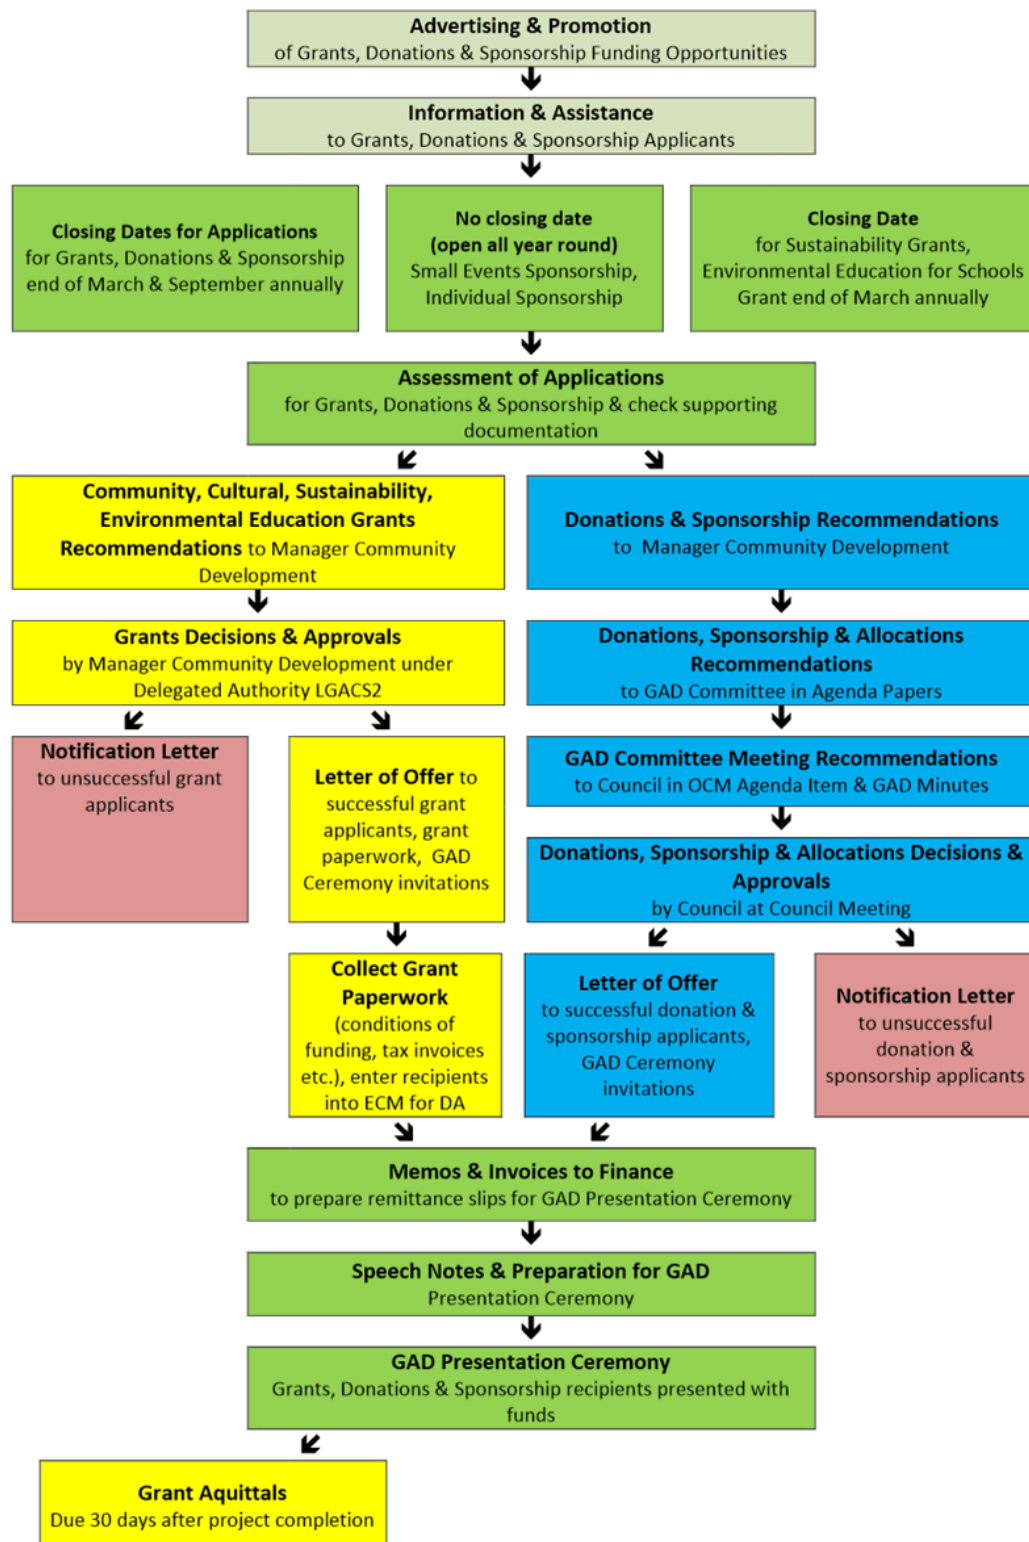 Advertising & Promotion
of Grants, Donations & Sponsorship Funding Opportunities
Information & Assistance
to Grants, Donations & Sponsorship Applicants
Closing Dates for Applications
for Grants, Donations & Sponsorship
end of March & September annually
No closing date
(open all year round)
Small Events Sponsorship,
Individual Sponsorship
Closing Date
for Sustainability Grants,
Environmental Education for Schools
Grant end of March annually
Assessment of Applications
for Grants, Donations & Sponsorship & check supporting
documentation
Community, Cultural, Sustainability,
Environmental Education Grants
Recommendations to Manager Community
Development
Donations & Sponsorship Recommendations
to Manager Community Development
Grants Decisions & Approvals
by Manager Community Development under
Delegated Authority LGACS2
Donations, Sponsorship & Allocations
Recommendations
to GAD Committee in Agenda Papers
Notification Letter
to unsuccessful grant
applicants
Letter of Offer to
successful grant
applicants, grant
paperwork, GAD
Ceremony invitations
GAD Committee Meeting Recommendations
to Council in OCM Agenda Item & GAD Minutes
Donations, Sponsorship & Allocations Decisions &
Approvals
by Council at Council Meeting
Collect Grant
Paperwork
(conditions of
funding, tax invoices
etc.), enter recipients
into ECM for DA
Letter of Offer
to successful donation &
sponsorship applicants,
GAD Ceremony
invitations
Notification Letter
to unsuccessful
donation &
sponsorship applicants
Memos & Invoices to Finance
to prepare remittance slips for GAD Presentation Ceremony
Speech Notes & Preparation for GAD
Presentation Ceremony
GAD Presentation Ceremony
Grants, Donations & Sponsorship recipients presented with
funds
Grant Aquittals
Due 30 days after project completion